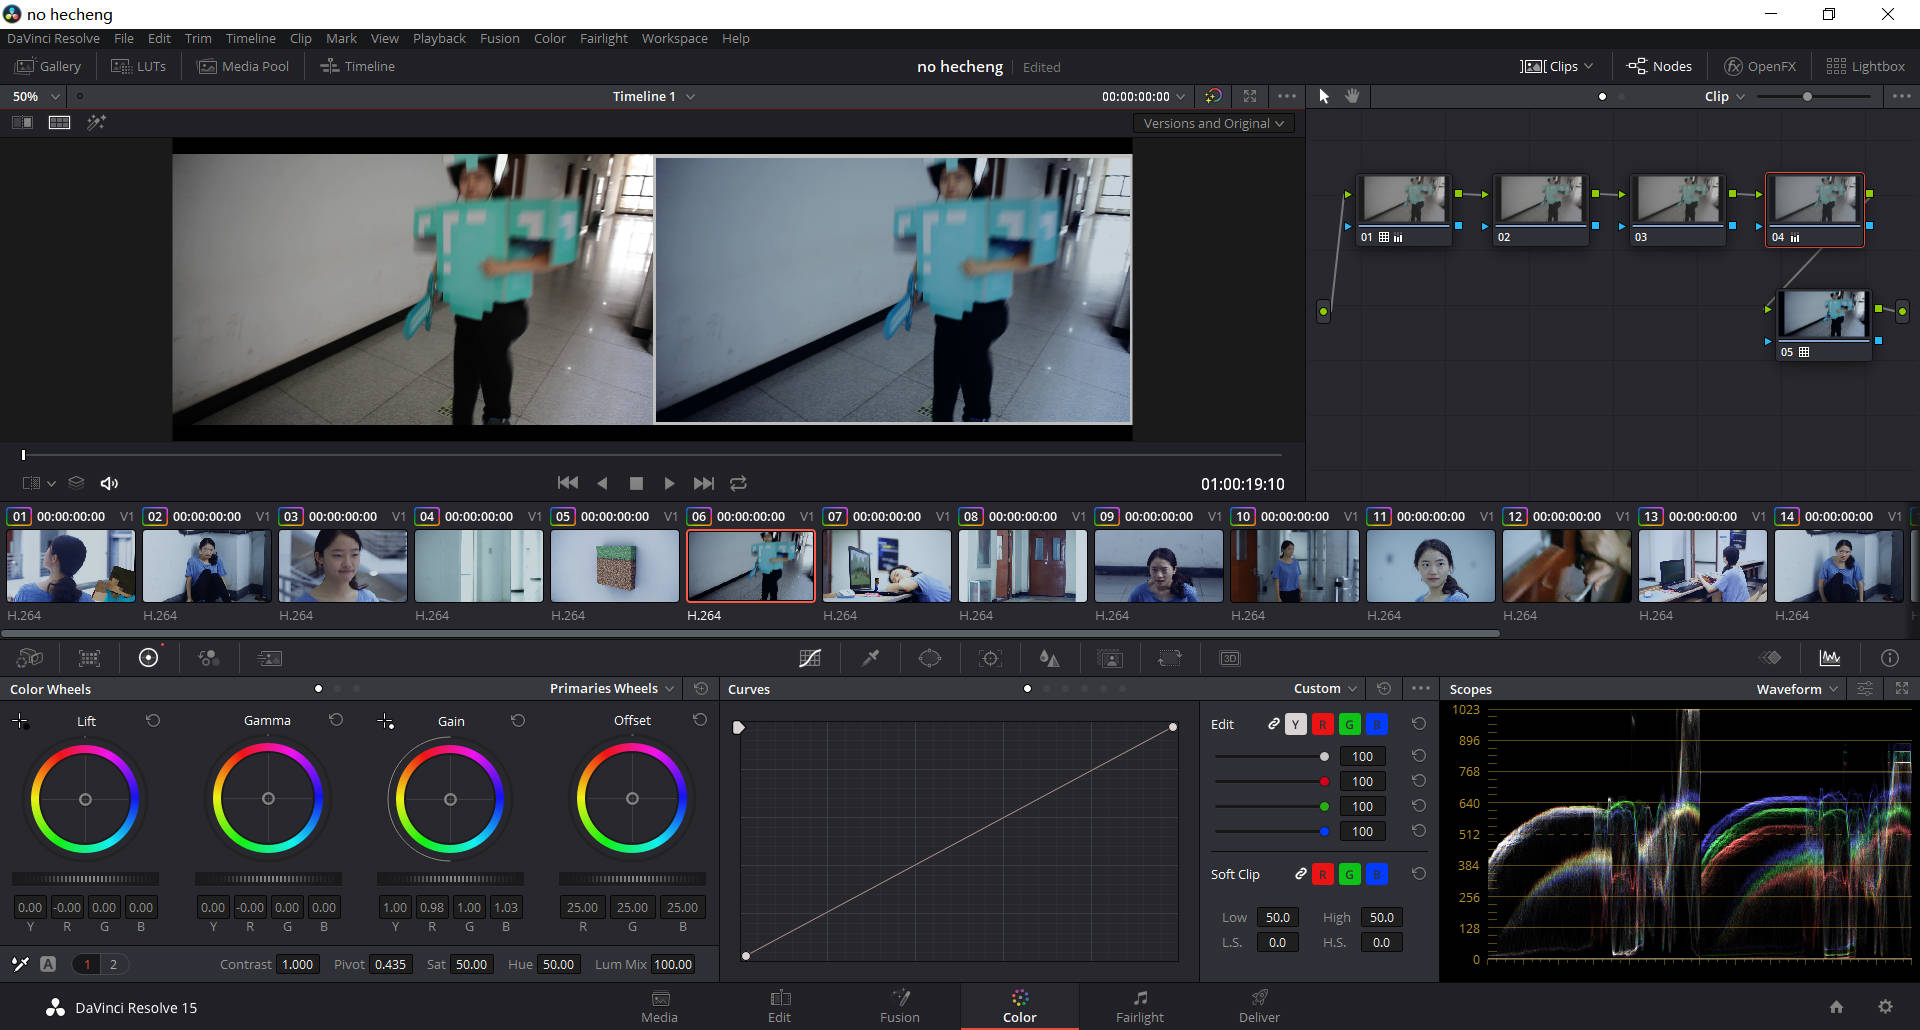 no hecheng
DaVinci Resolve File Edit Trim Timeline Clip Mark View Playback Fusion Color Fairlight Workspace Help
Gallery LUTs Media Pool Timeline no hecheng Edited Clips Nodes fx OpenFX Lightbox
50% Timeline 1 00:00:00:00 Clip
Versions and Original
01 02 03 04
05
01:00:19:10
01 00:00:00:00 V1 02 00:00:00:00 V1 03 00:00:00:00 V1 04 00:00:00:00 V1 05 00:00:00:00 V1 06 00:00:00:00 V1 07 00:00:00:00 V1 08 00:00:00:00 V1 09 00:00:00:00 V1 10 00:00:00:00 V1 11 00:00:00:00 V1 12 00:00:00:00 V1 13 00:00:00:00 V1 14 00:00:00:00 V1
H.264 H.264 H.264 H.264 H.264 H.264 H.264 H.264 H.264 H.264 H.264 H.264 H.264 H.264
3D
Color Wheels Primaries Wheels Curves Custom Scopes Waveform
Lift Gamma Gain Offset
Edit Y R G B
100
100
100
100
Soft Clip R G B
Low 50.0 High 50.0
L.S. 0.0 H.S. 0.0
1023
896
768
640
512
384
256
128
0
0.00 -0.00 0.00 0.00 0.00 -0.00 0.00 0.00 1.00 0.98 1.00 1.03 25.00 25.00 25.00
Y R G B Y R G B Y R G B R G B
A 1 2 Contrast 1.000 Pivot 0.435 Sat 50.00 Hue 50.00 Lum Mix 100.00
DaVinci Resolve 15 Media Edit Fusion Color Fairlight Deliver